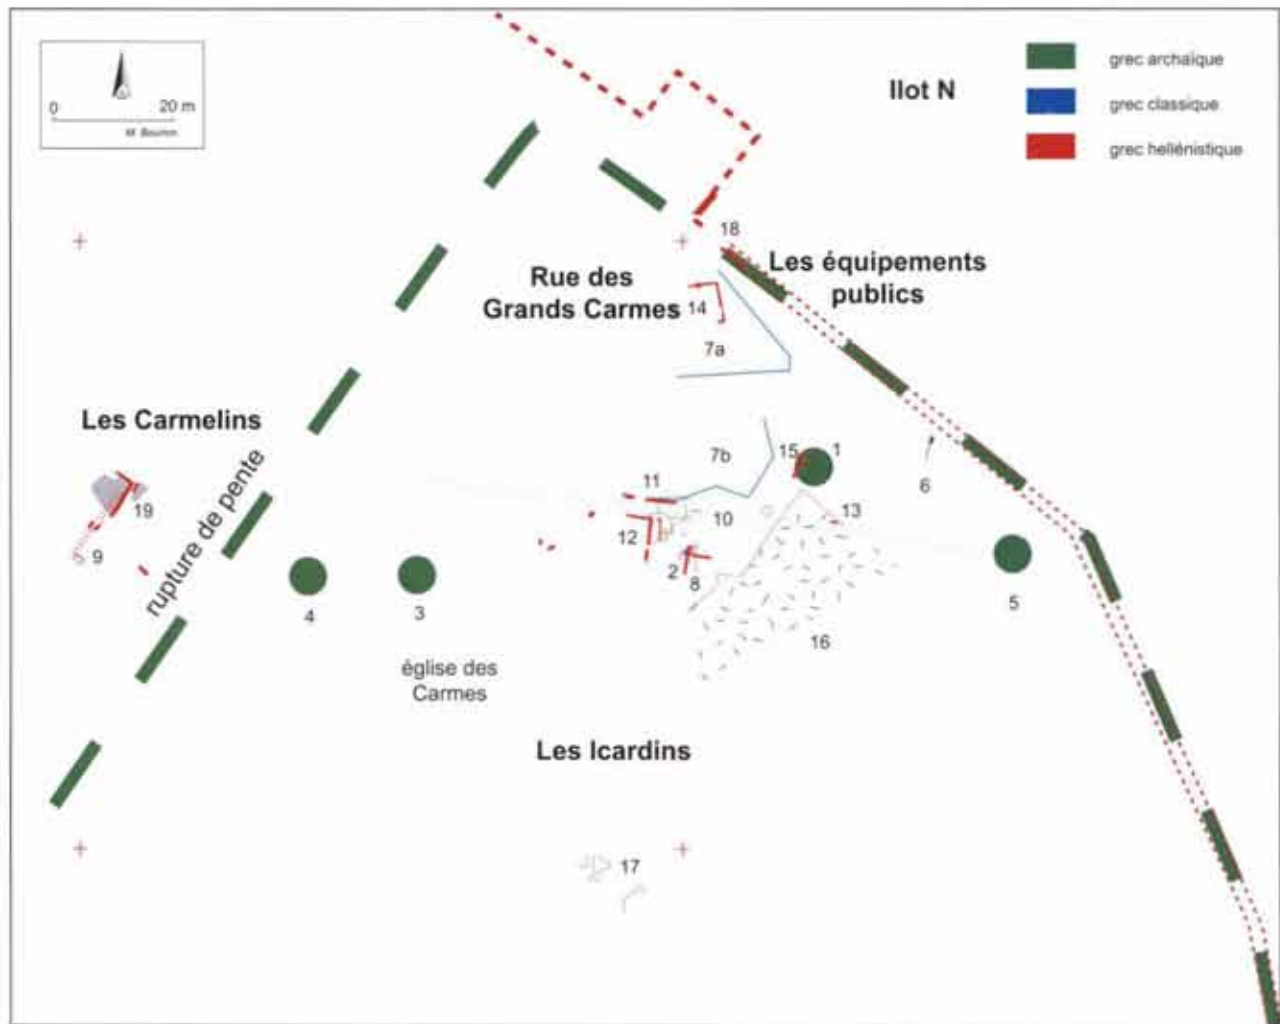 0 20 m
M. Bouiron
Ilot N
grec archaïque
grec classique
grec hellénistique
18
Les équipements
publics
Rue des
Grands Carmes
14
7a
Les Carmelins
7b
15
1
6
11
10
13
12
2
8
19
9
rupture de pente
4
3
5
16
église des
Carmes
Les Icardins
17